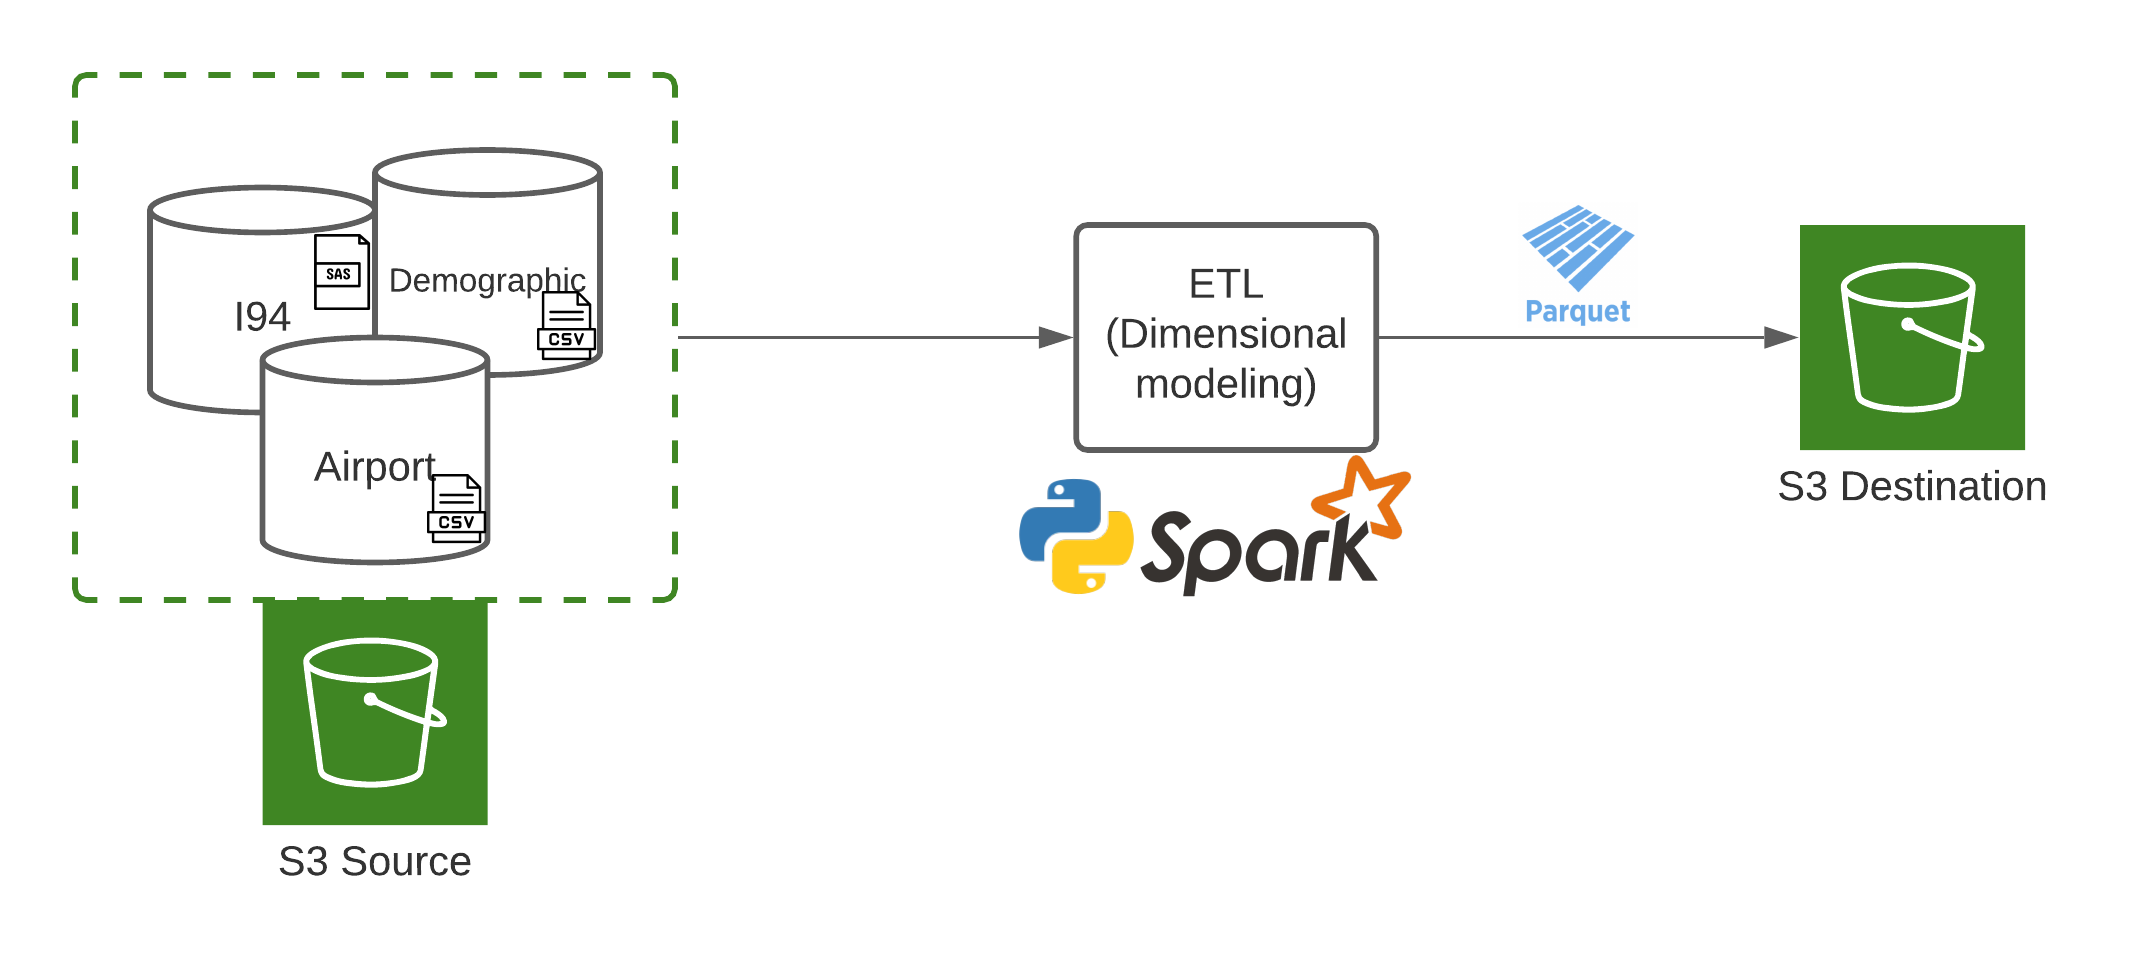 I94
SAS
Demographic
CSV
Airport
CSV
S3 Source
ETL
(Dimensional
modeling)
Spark
Parquet
S3 Destination